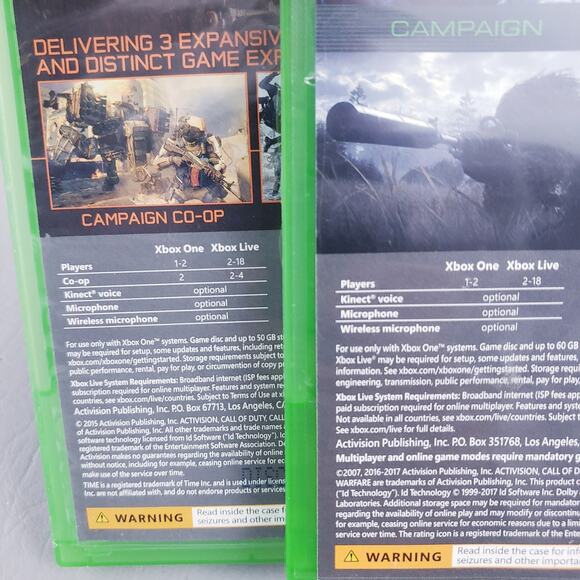 DELIVERING 3 EXPANSIV
AND DISTINCT GAME EXP
CAMPAIGN CO-OP
Xbox One Xbox Live
Players 1-2 2-18
Co-op 2 2-4
Kinect® voice optional
Microphone optional
Wireless microphone optional
For use only with Xbox One™ systems. Game disc and up to 50 GB st
may be required for setup, some updates and features, including ret
xbox.com/xboxone/gettingstarted. Storage requirements subject to
public performance, rental, pay for play, or circumvention of copy p
Xbox Live System Requirements: Broadband internet (ISP fees appl
subscription required for online multiplayer. Features and system re
countries, see xbox.com/live/countries. Subject to Terms of Use at x
Activision Publishing, Inc. P.O. Box 67713, Los Angeles, CA
© 2015 Activision Publishing, Inc. ACTIVISION, CALL OF DUTY, CALL
of Activision Publishing, Inc. All other trademarks and trade names a
software technology licensed from Id Software ("Id Technology"). Id
registered trademark of the Entertainment Software Association. De
Activision makes no guarantees regarding the availability of online
without notice, including for example, ceasing online service for eco
make use of the service over time.
TIME is a registered trademark of Time Inc. and is used under licens
Inc. are not affiliated with, and do not endorse products or services
WARNING Read inside the case f
seizures and other imp
CAMPAIGN
Xbox One Xbox Live
Players 1-2 2-18
Kinect® voice optional
Microphone optional
Wireless microphone optional
For use only with Xbox One™ systems. Game disc and up to 60 GB
Xbox Live® may be required for setup, some updates and features,
information. See xbox.com/xboxone/gettingstarted. Storage requi
engineering, transmission, public performance, rental, pay for play,
Xbox Live System Requirements: Broadband internet (ISP fees app
paid subscription required for online multiplayer. Features and syst
Not available in all countries, see xbox.com/live/countries. Subject t
See xbox.com/live for full details.
Activision Publishing, Inc. P.O. Box 351768, Los Angeles,
Multiplayer and online game modes require mandatory g
©2007, 2016-2017 Activision Publishing, Inc. ACTIVISION, CALL OF D
WARFARE are trademarks of Activision Publishing, Inc. This product c
("Id Technology"). Id Technology © 1999-2017 Id Software Inc. Dolby
Laboratories. Additional storage space may be required for mandator
regarding the availability of online play and may modify or discontinu
for example, ceasing online service for economic reasons due to a limi
service over time. The rating icon is a registered trademark of the Ente
WARNING Read inside the case for inf
seizures and other important